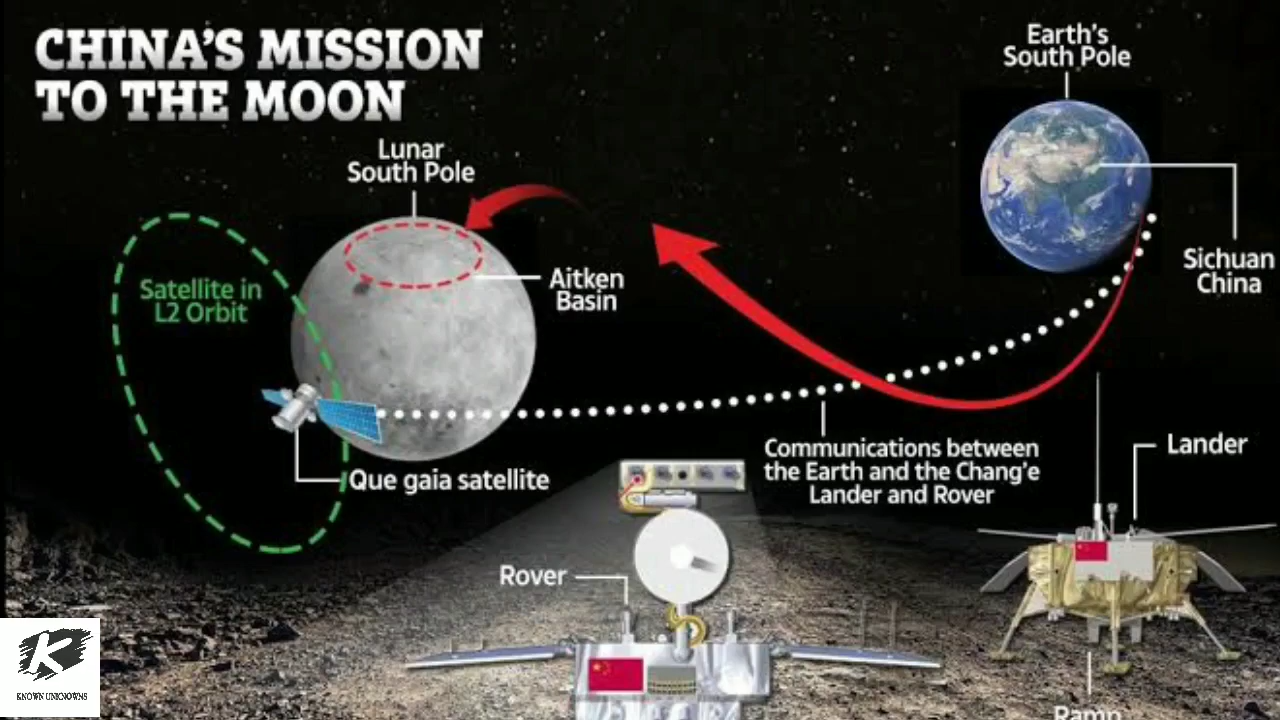 CHINA'S MISSION
TO THE MOON
Earth's
South Pole
Lunar
South Pole
Satellite in
L2 Orbit
Aitken
Basin
Sichuan
China
Que gaia satellite
Communications between
the Earth and the Chang'e
Lander and Rover
Lander
Rover
Ramp
K
KNOWN UNKNOWNS